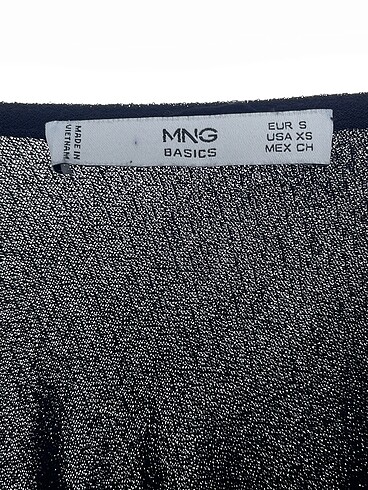 MADE IN
VIETNAM
MNG
BASICS
EUR S
USA XS
MEX CH